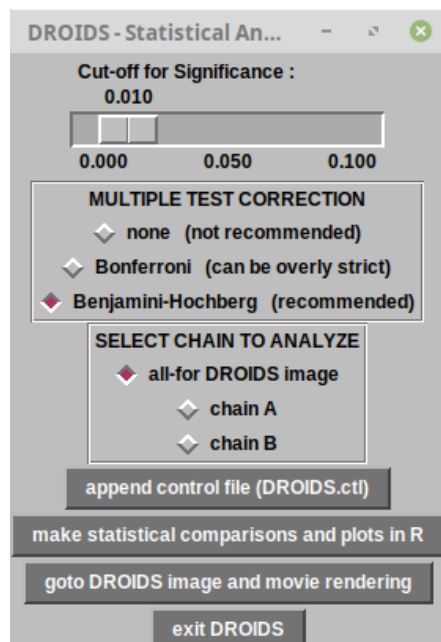 DROIDS - Statistical An...
Cut-off for Significance :
0.010
0.000 0.050 0.100
MULTIPLE TEST CORRECTION
none (not recommended)
Bonferroni (can be overly strict)
Benjamini-Hochberg (recommended)
SELECT CHAIN TO ANALYZE
all-for DROIDS image
chain A
chain B
append control file (DROIDS.ctl)
make statistical comparisons and plots in R
goto DROIDS image and movie rendering
exit DROIDS